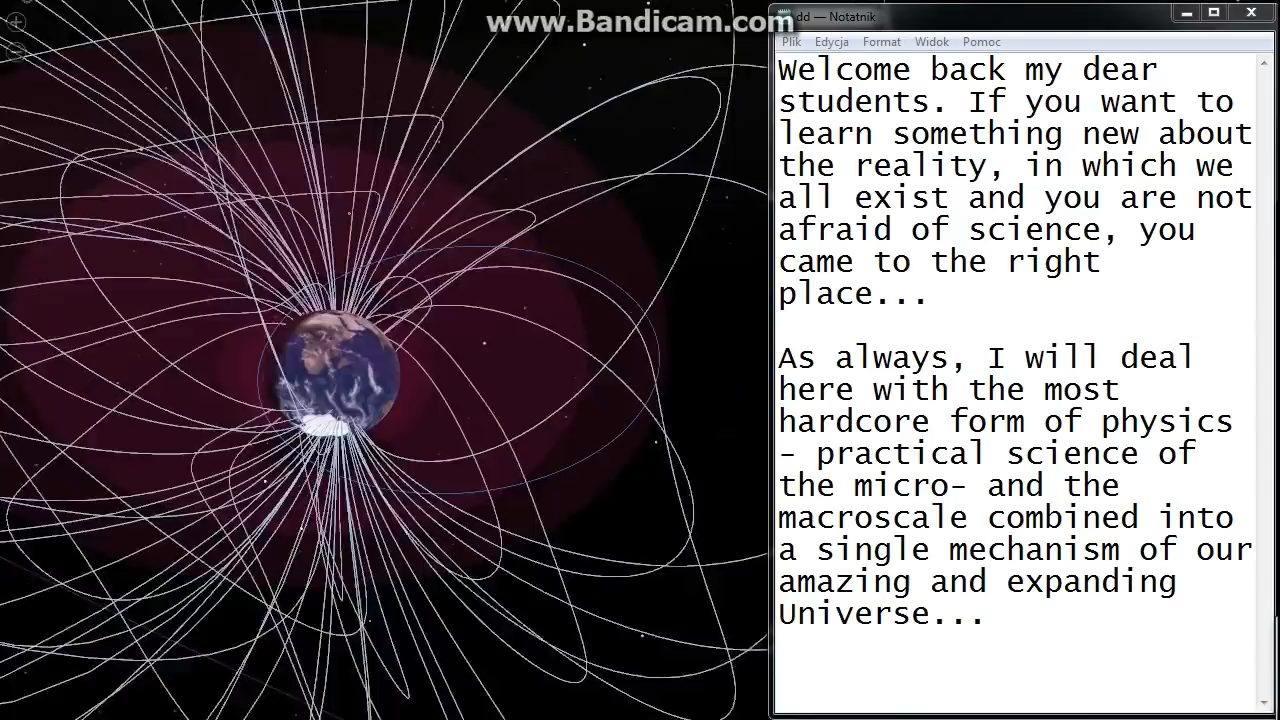 www.Bandicam.com
dd — Notatnik
Plik Edycja Format Widok Pomoc
Welcome back my dear
students. If you want to
learn something new about
the reality, in which we
all exist and you are not
afraid of science, you
came to the right
place...
As always, I will deal
here with the most
hardcore form of physics
- practical science of
the micro- and the
macroscale combined into
a single mechanism of our
amazing and expanding
Universe...